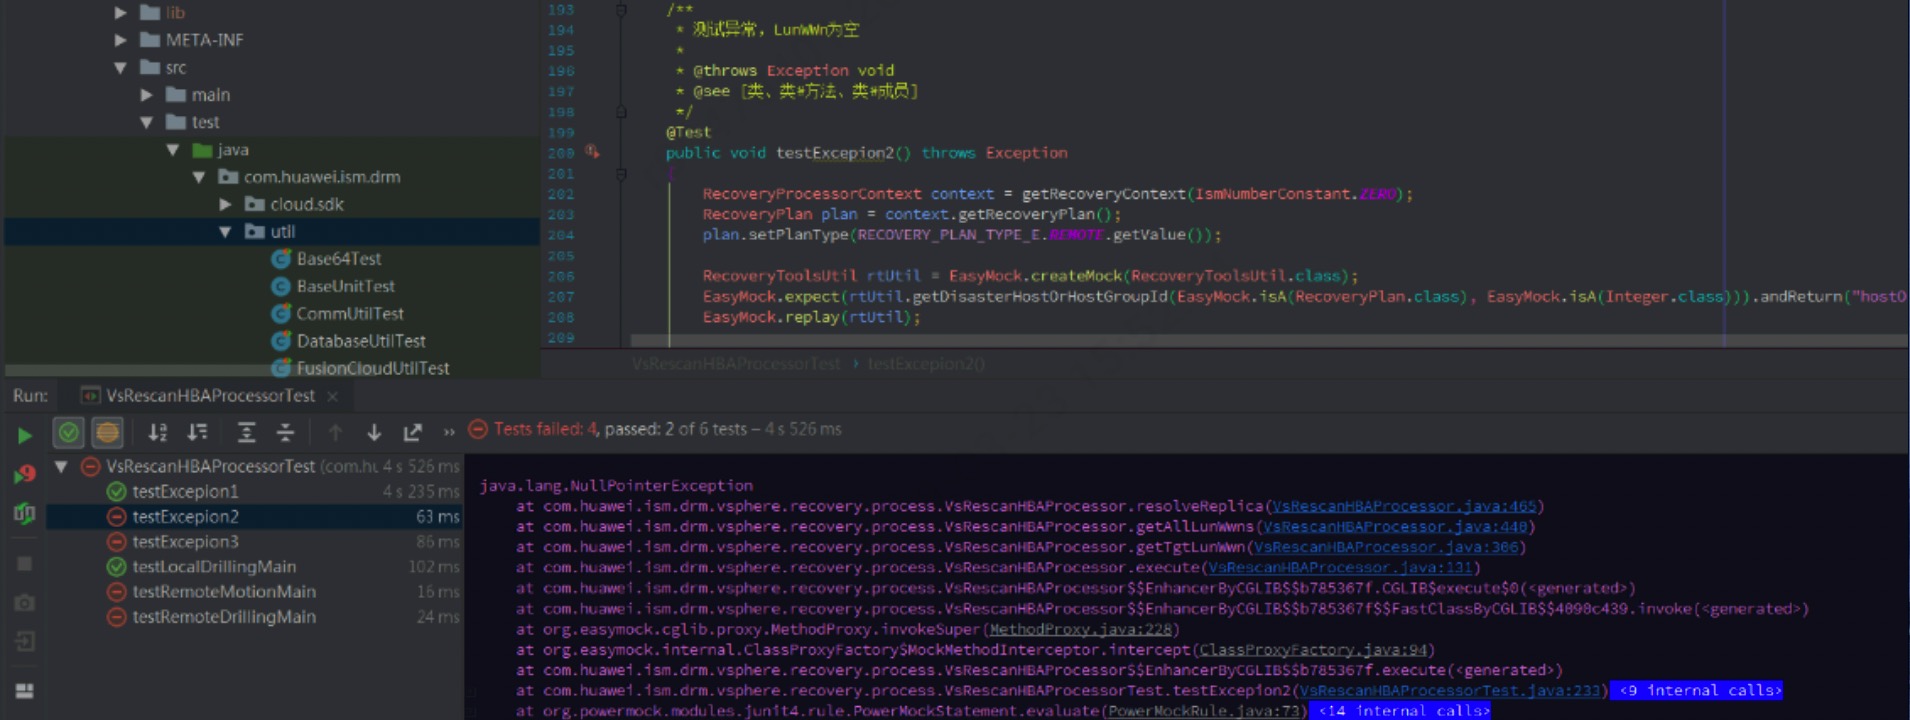 lib
META-INF
src
main
test
java
com.huawei.ism.drm
cloud.sdk
util
Base64Test
BaseUnitTest
CommUtilTest
DatabaseUtilTest
FusionCloudUtilTest
193 /**
194 * 测试异常，LunWWn为空
195 *
196 * @throws Exception void
197 * @see [类、类#方法、类#成员]
198 */
199 @Test
200 public void testExcepion2() throws Exception
201 {
202 RecoveryProcessorContext context = getRecoveryContext(IsmNumberConstant.ZERO);
203 RecoveryPlan plan = context.getRecoveryPlan();
204 plan.setPlanType(RECOVERY_PLAN_TYPE_E.REMOTE.getValue());
205
206 RecoveryToolsUtil rtUtil = EasyMock.createMock(RecoveryToolsUtil.class);
207 EasyMock.expect(rtUtil.getDisasterHostOrHostGroupId(EasyMock.isA(RecoveryPlan.class), EasyMock.isA(Integer.class))).andReturn("hostO
208 EasyMock.replay(rtUtil);
209
VsRescanHBAProcessorTest › testExcepion2()
Run: VsRescanHBAProcessorTest ×
» Tests failed: 4, passed: 2 of 6 tests – 4 s 526 ms
VsRescanHBAProcessorTest (com.hu 4 s 526 ms
testExcepion1 4 s 235 ms
testExcepion2 63 ms
testExcepion3 86 ms
testLocalDrillingMain 102 ms
testRemoteMotionMain 16 ms
testRemoteDrillingMain 24 ms
java.lang.NullPointerException
at com.huawei.ism.drm.vsphere.recovery.process.VsRescanHBAProcessor.resolveReplica(VsRescanHBAProcessor.java:465)
at com.huawei.ism.drm.vsphere.recovery.process.VsRescanHBAProcessor.getAllLunWwns(VsRescanHBAProcessor.java:440)
at com.huawei.ism.drm.vsphere.recovery.process.VsRescanHBAProcessor.getTgtLunWwn(VsRescanHBAProcessor.java:306)
at com.huawei.ism.drm.vsphere.recovery.process.VsRescanHBAProcessor.execute(VsRescanHBAProcessor.java:131)
at com.huawei.ism.drm.vsphere.recovery.process.VsRescanHBAProcessor$$EnhancerByCGLIB$$b785367f.CGLIB$execute$0(<generated>)
at com.huawei.ism.drm.vsphere.recovery.process.VsRescanHBAProcessor$$EnhancerByCGLIB$$b785367f$$FastClassByCGLIB$$4090c439.invoke(<generated>)
at org.easymock.cglib.proxy.MethodProxy.invokeSuper(MethodProxy.java:228)
at org.easymock.internal.ClassProxyFactory$MockMethodInterceptor.intercept(ClassProxyFactory.java:94)
at com.huawei.ism.drm.vsphere.recovery.process.VsRescanHBAProcessor$$EnhancerByCGLIB$$b785367f.execute(<generated>)
at com.huawei.ism.drm.vsphere.recovery.process.VsRescanHBAProcessorTest.testExcepion2(VsRescanHBAProcessorTest.java:233) <9 internal calls>
at org.powermock.modules.junit4.rule.PowerMockStatement.evaluate(PowerMockRule.java:73) <14 internal calls>